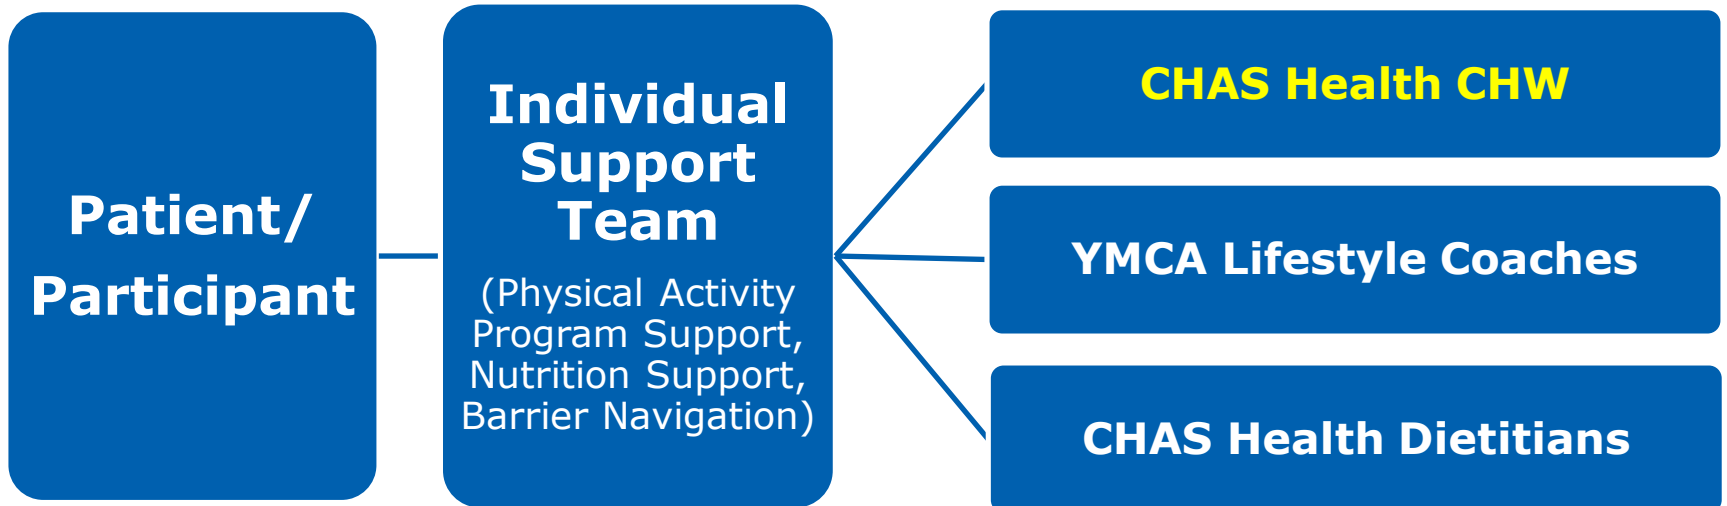 Patient/
Participant
Individual
Support
Team
(Physical Activity
Program Support,
Nutrition Support,
Barrier Navigation)
CHAS Health CHW
YMCA Lifestyle Coaches
CHAS Health Dietitians